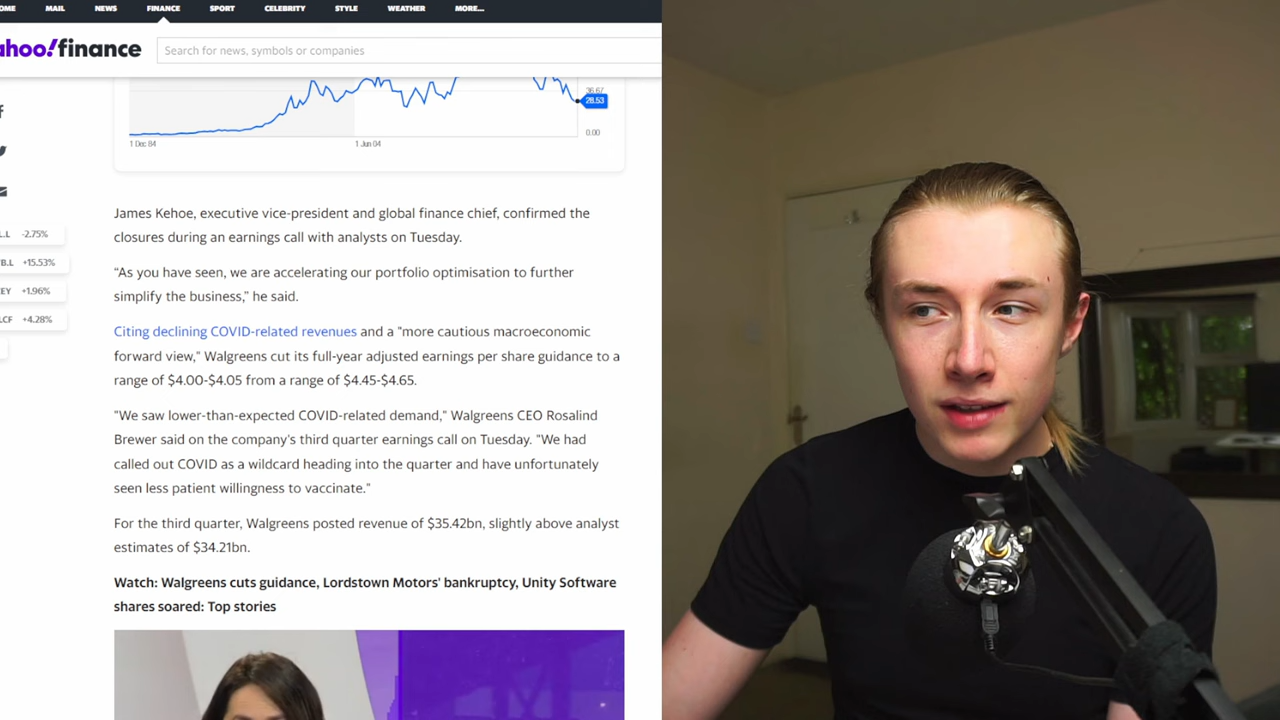 OME MAIL NEWS FINANCE SPORT CELEBRITY STYLE WEATHER MORE...
ahoo!finance
Search for news, symbols or companies
36.67
28.53
0.00
1 Dec 84
1 Jun 04
L.L -2.75%
B.L +15.53%
EY +1.96%
LCF +4.28%
James Kehoe, executive vice-president and global finance chief, confirmed the
closures during an earnings call with analysts on Tuesday.
“As you have seen, we are accelerating our portfolio optimisation to further
simplify the business,” he said.
Citing declining COVID-related revenues and a "more cautious macroeconomic
forward view," Walgreens cut its full-year adjusted earnings per share guidance to a
range of $4.00-$4.05 from a range of $4.45-$4.65.
"We saw lower-than-expected COVID-related demand," Walgreens CEO Rosalind
Brewer said on the company's third quarter earnings call on Tuesday. "We had
called out COVID as a wildcard heading into the quarter and have unfortunately
seen less patient willingness to vaccinate."
For the third quarter, Walgreens posted revenue of $35.42bn, slightly above analyst
estimates of $34.21bn.
Watch: Walgreens cuts guidance, Lordstown Motors' bankruptcy, Unity Software
shares soared: Top stories